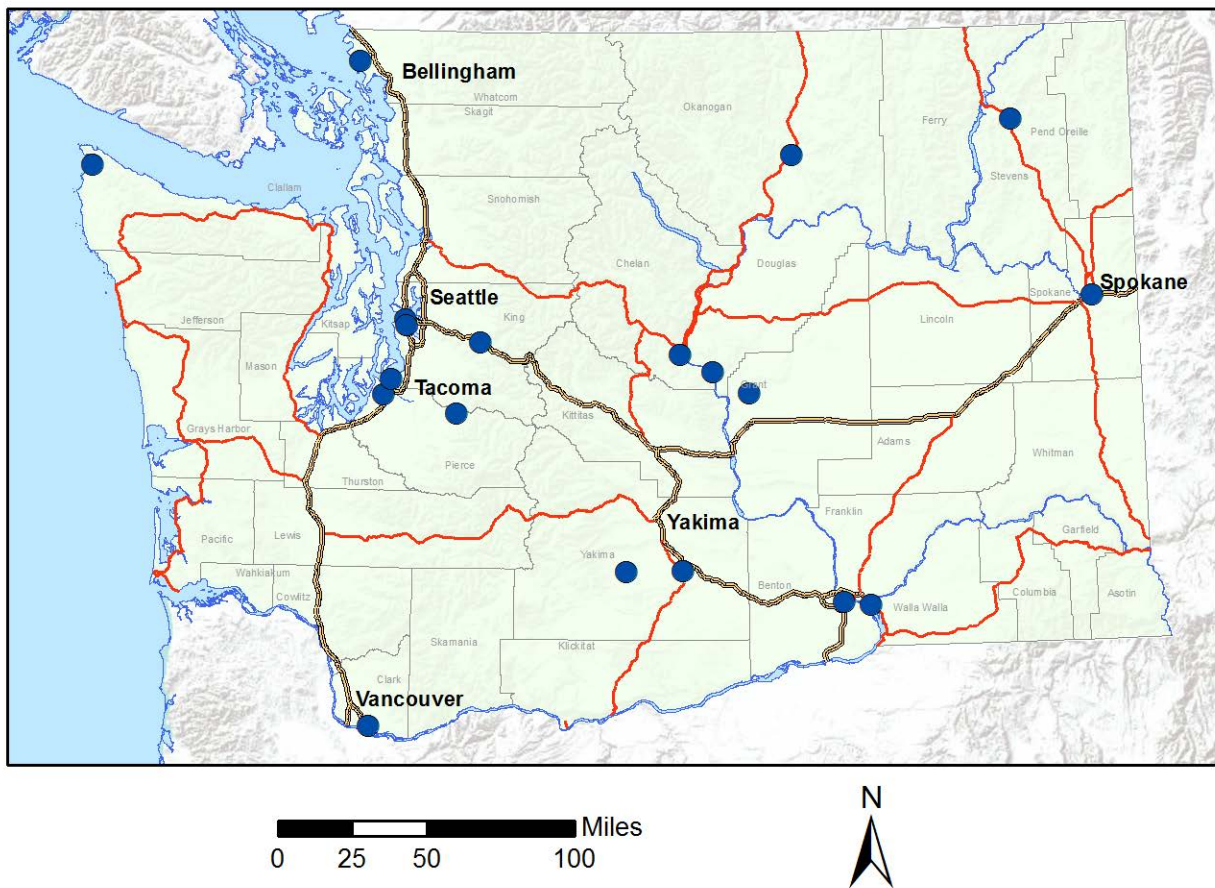 Bellingham
Whatcom
Skagit
Okanogan
Ferry
Pend Oreille
Stevens
Clallam
Snohomish
Chelan
Douglas
Spokane
Spokane
Seattle
King
Lincoln
Jefferson
Kitsap
Mason
Tacoma
Grant
Kittitas
Grays Harbor
Adams
Whitman
Pierce
Thurston
Franklin
Yakima
Garfield
Pacific
Lewis
Yakima
Benton
Wahkiakum
Cowlitz
Walla Walla
Columbia
Asotin
Skamania
Klickitat
Clark
Vancouver
N
Miles
0 25 50 100